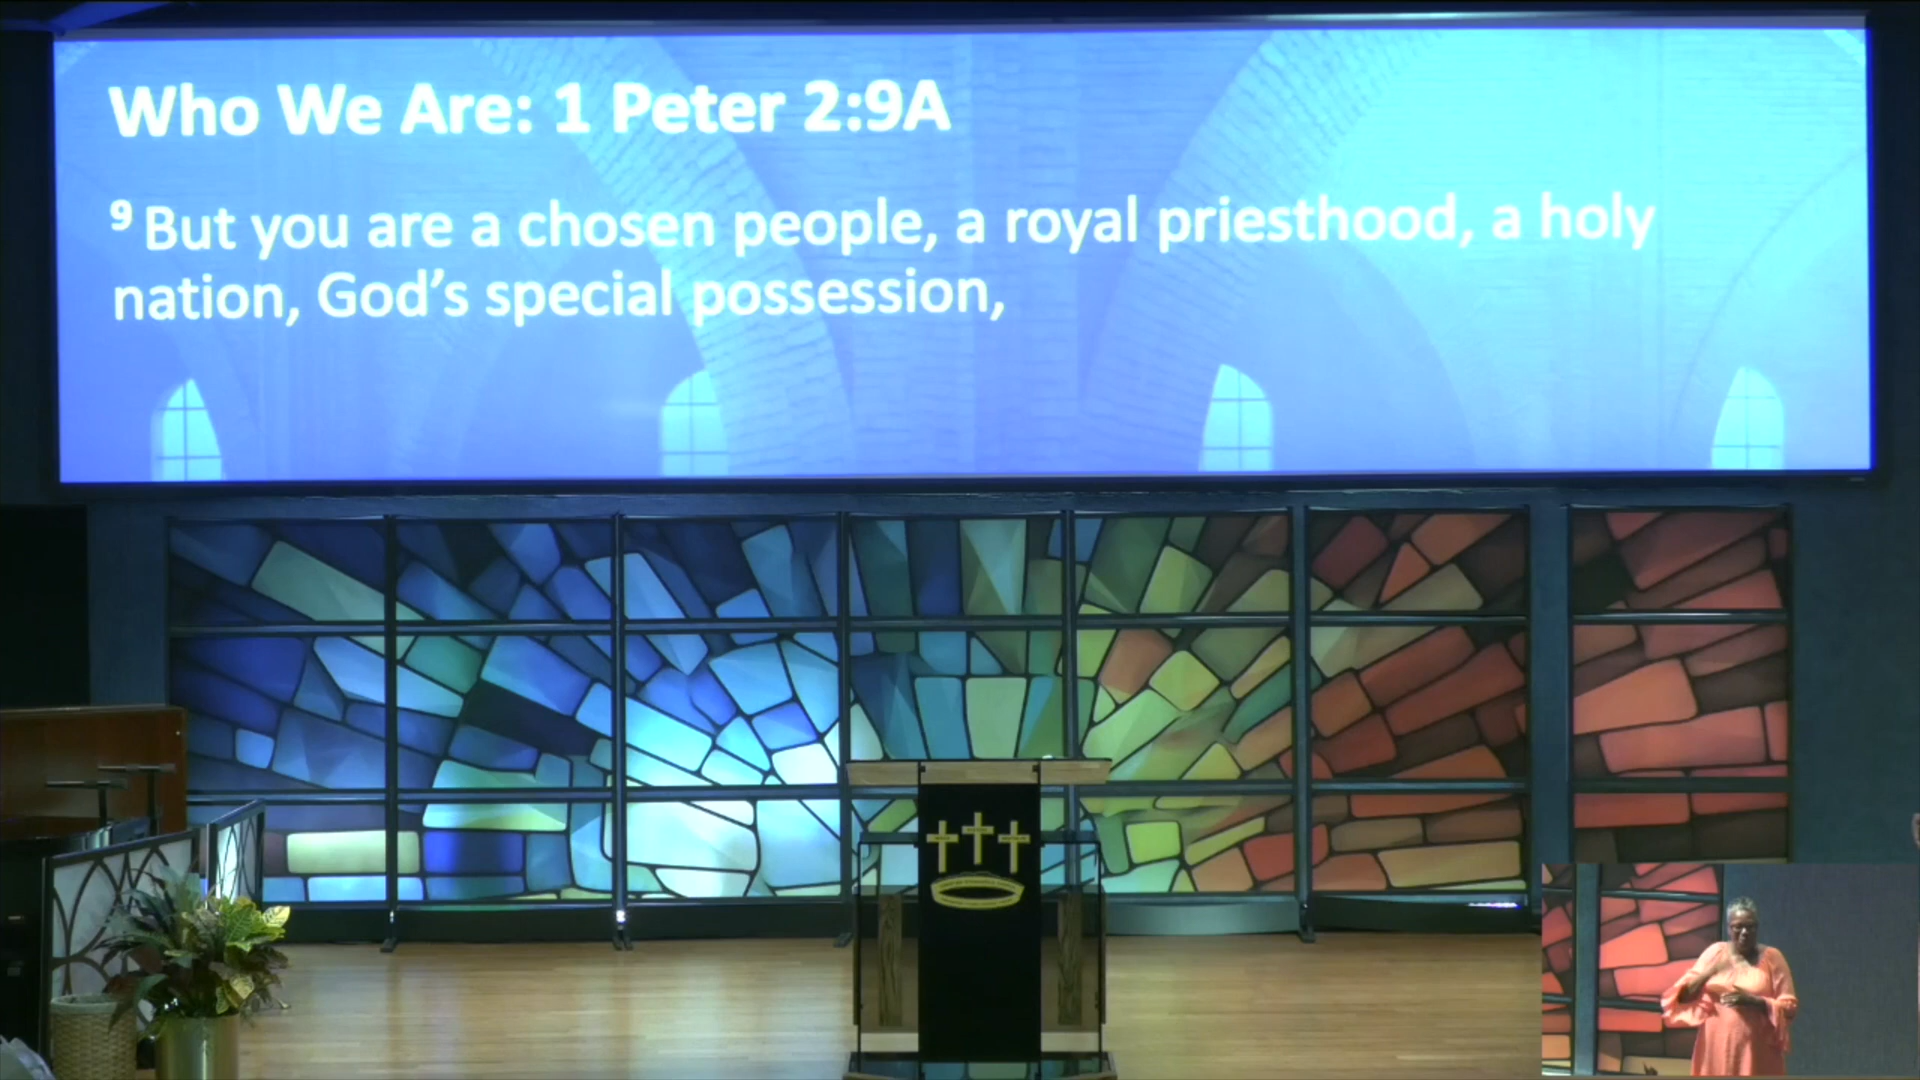 Who We Are: 1 Peter 2:9A
9 But you are a chosen people, a royal priesthood, a holy
nation, God’s special possession,